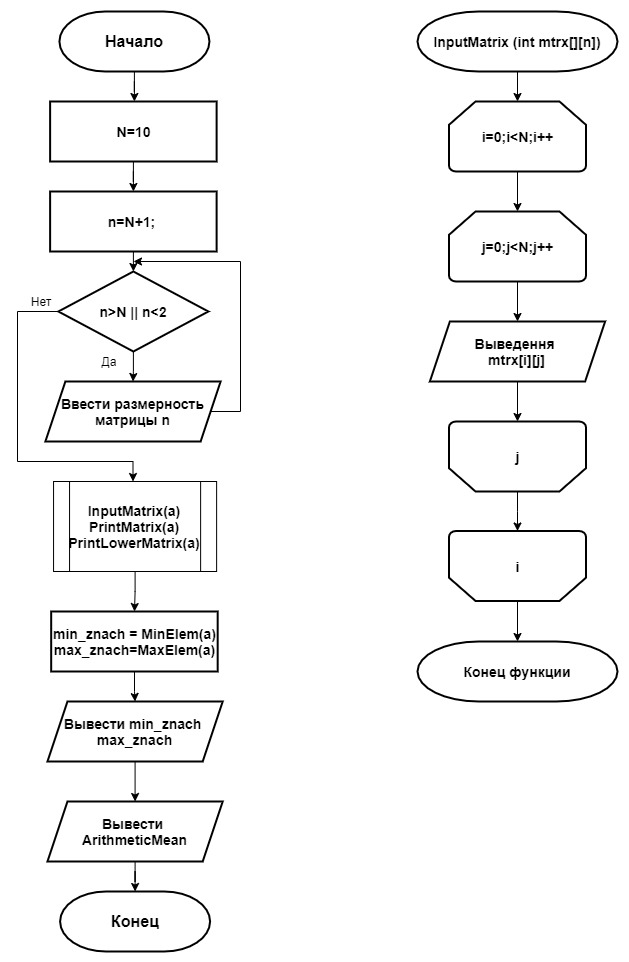 Начало
N=10
n=N+1;
n>N || n<2
Нет
Да
Ввести размерность
матрицы n
InputMatrix(a)
PrintMatrix(a)
PrintLowerMatrix(a)
min_znach = MinElem(a)
max_znach=MaxElem(a)
Вывести min_znach
max_znach
Вывести
ArithmeticMean
Конец
InputMatrix (int mtrx[][n])
i=0;i<N;i++
j=0;j<N;j++
Выведення
mtrx[i][j]
j
i
Конец функции